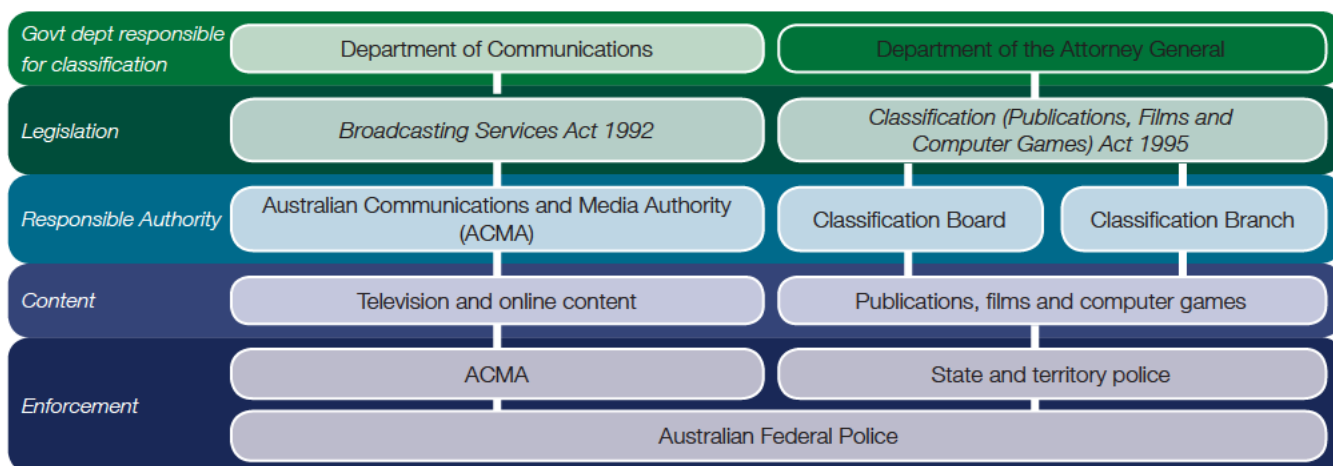 Govt dept responsible
for classification
Department of Communications
Department of the Attorney General
Legislation
Broadcasting Services Act 1992
Classification (Publications, Films and
Computer Games) Act 1995
Responsible Authority
Australian Communications and Media Authority
(ACMA)
Classification Board
Classification Branch
Content
Television and online content
Publications, films and computer games
Enforcement
ACMA
State and territory police
Australian Federal Police